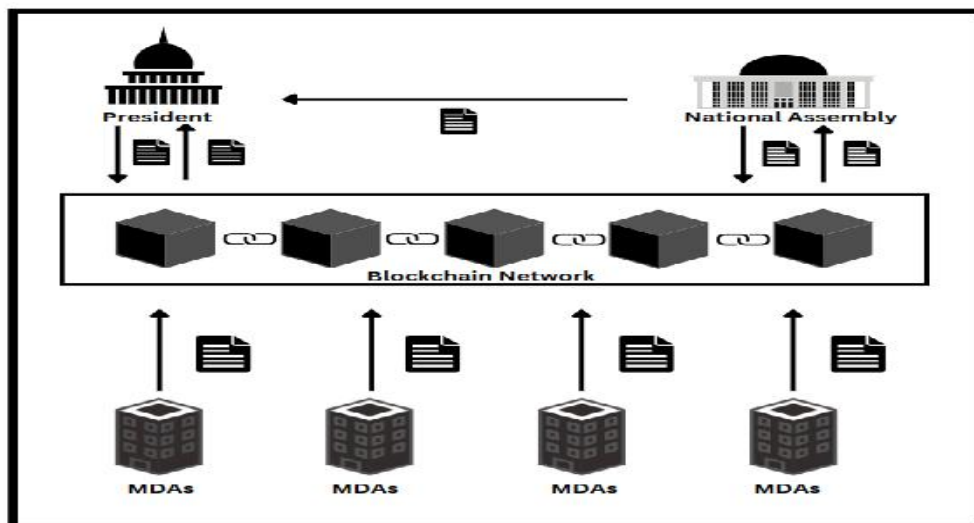 President
National Assembly
Blockchain Network
MDAs
MDAs
MDAs
MDAs